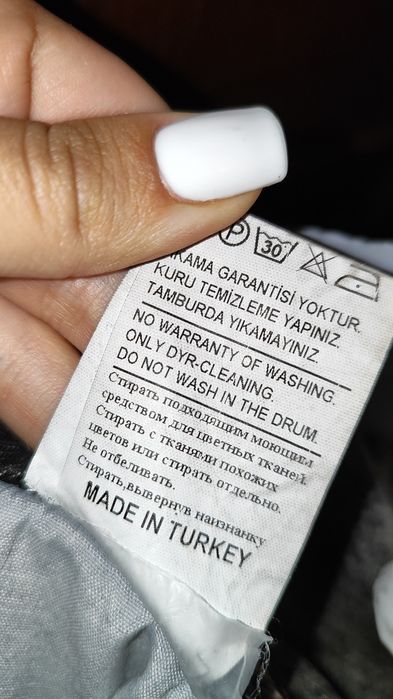 P 30
KAMA GARANTİSİ YOKTUR.
KURU TEMİZLEME YAPINIZ.
TAMBURDA YIKAMAYINIZ.
NO WARRANTY OF WASHING.
ONLY DYR-CLEANING.
DO NOT WASH IN THE DRUM.
Стирать подходящим моющим
средством для цветных тканей.
Стирать с тканями похожих
цветов или стирать отдельно.
Не отбеливать.
Стирать,вывернув наизнанку
MADE IN TURKEY